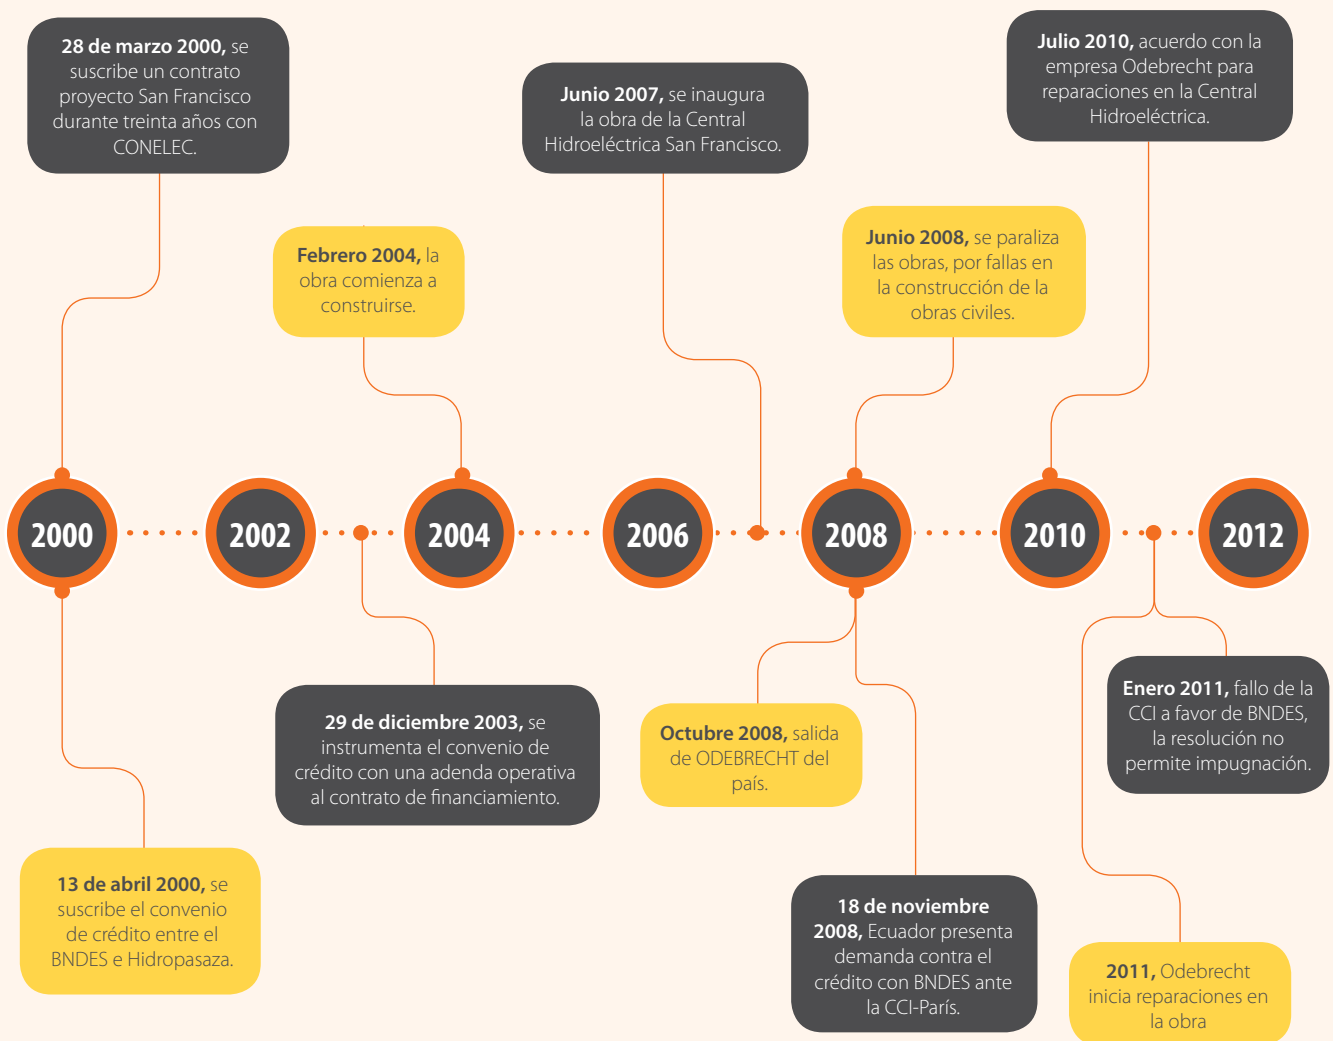 28 de marzo 2000, se
suscribe un contrato
proyecto San Francisco
durante treinta años con
CONELEC.
Febrero 2004, la
obra comienza a
construirse.
Junio 2007, se inaugura
la obra de la Central
Hidroeléctrica San Francisco.
Junio 2008, se paraliza
las obras, por fallas en
la construcción de la
obras civiles.
Julio 2010, acuerdo con la
empresa Odebrecht para
reparaciones en la Central
Hidroeléctrica.
2000
2002
2004
2006
2008
2010
2012
13 de abril 2000, se
suscribe el convenio
de crédito entre el
BNDES e Hidropasaza.
29 de diciembre 2003, se
instrumenta el convenio de
crédito con una adenda operativa
al contrato de financiamiento.
Octubre 2008, salida
de ODEBRECHT del
país.
18 de noviembre
2008, Ecuador presenta
demanda contra el
crédito con BNDES ante
la CCI-París.
Enero 2011, fallo de la
CCI a favor de BNDES,
la resolución no
permite impugnación.
2011, Odebrecht
inicia reparaciones en
la obra